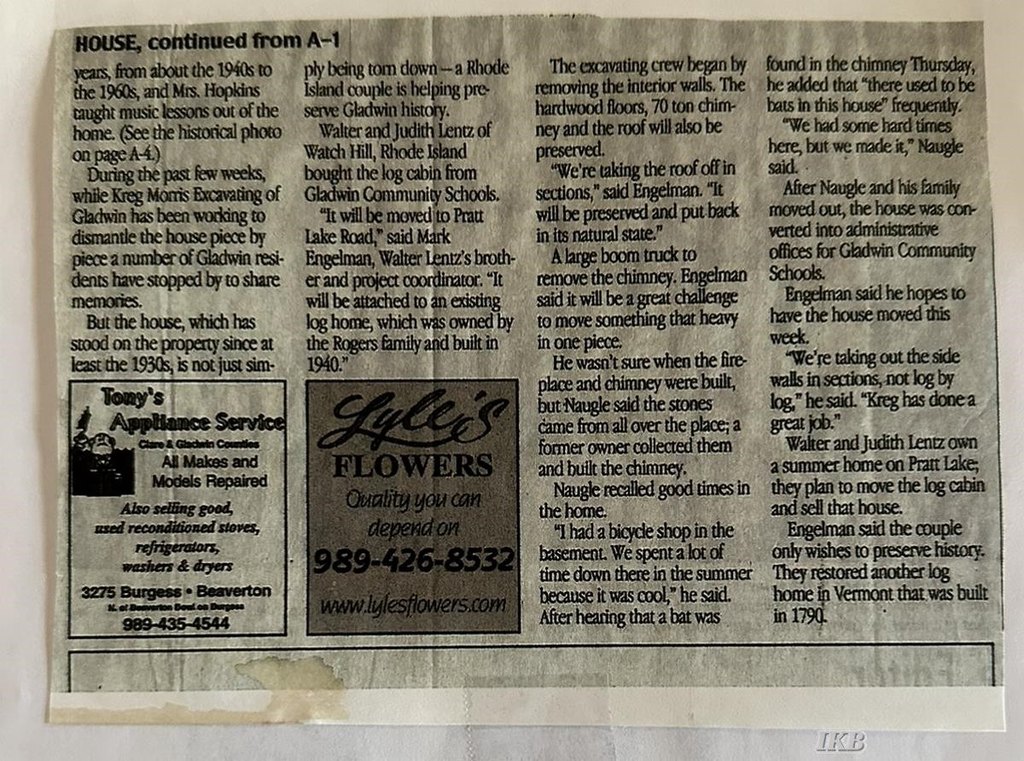 HOUSE, continued from A-1
years, from about the 1940s to
the 1960s, and Mrs. Hopkins
taught music lessons out of the
home. (See the historical photo
on page A-4.)
During the past few weeks,
while Kreg Morris Excavating of
Gladwin has been working to
dismantle the house piece by
piece a number of Gladwin resi-
dents have stopped by to share
memories.
But the house, which has
stood on the property since at
least the 1930s, is not just sim-
ply being torn down – a Rhode
Island couple is helping pre-
serve Gladwin history.
Walter and Judith Lentz of
Watch Hill, Rhode Island
bought the log cabin from
Gladwin Community Schools.
"It will be moved to Pratt
Lake Road," said Mark
Engelman, Walter Lentz's broth-
er and project coordinator. "It
will be attached to an existing
log home, which was owned by
the Rogers family and built in
1940."
The excavating crew began by
removing the interior walls. The
hardwood floors, 70 ton chim-
ney and the roof will also be
preserved.
"We're taking the roof off in
sections," said Engelman. "It
will be preserved and put back
in its natural state."
A large boom truck to
remove the chimney. Engelman
said it will be a great challenge
to move something that heavy
in one piece.
He wasn't sure when the fire-
place and chimney were built,
but Naugle said the stones
came from all over the place; a
former owner collected them
and built the chimney.
Naugle recalled good times in
the home.
"I had a bicycle shop in the
basement. We spent a lot of
time down there in the summer
because it was cool," he said.
After hearing that a bat was
found in the chimney Thursday,
he added that "there used to be
bats in this house" frequently.
"We had some hard times
here, but we made it," Naugle
said.
After Naugle and his family
moved out, the house was con-
verted into administrative
offices for Gladwin Community
Schools.
Engelman said he hopes to
have the house moved this
week.
"We're taking out the side
walls in sections, not log by
log," he said. "Kreg has done a
great job."
Walter and Judith Lentz own
a summer home on Pratt Lake;
they plan to move the log cabin
and sell that house.
Engelman said the couple
only wishes to preserve history.
They restored another log
home in Vermont that was built
in 1790.
Tony's
Appliance Service
Clare & Gladwin Counties
All Makes and
Models Repaired
Also selling good,
used reconditioned stoves,
refrigerators,
washers & dryers
3275 Burgess • Beaverton
N. of Beaverton Bowl on Burgess
989-435-4544
Lyle's
FLOWERS
Quality you can
depend on
989-426-8532
www.lylesflowers.com
IKB